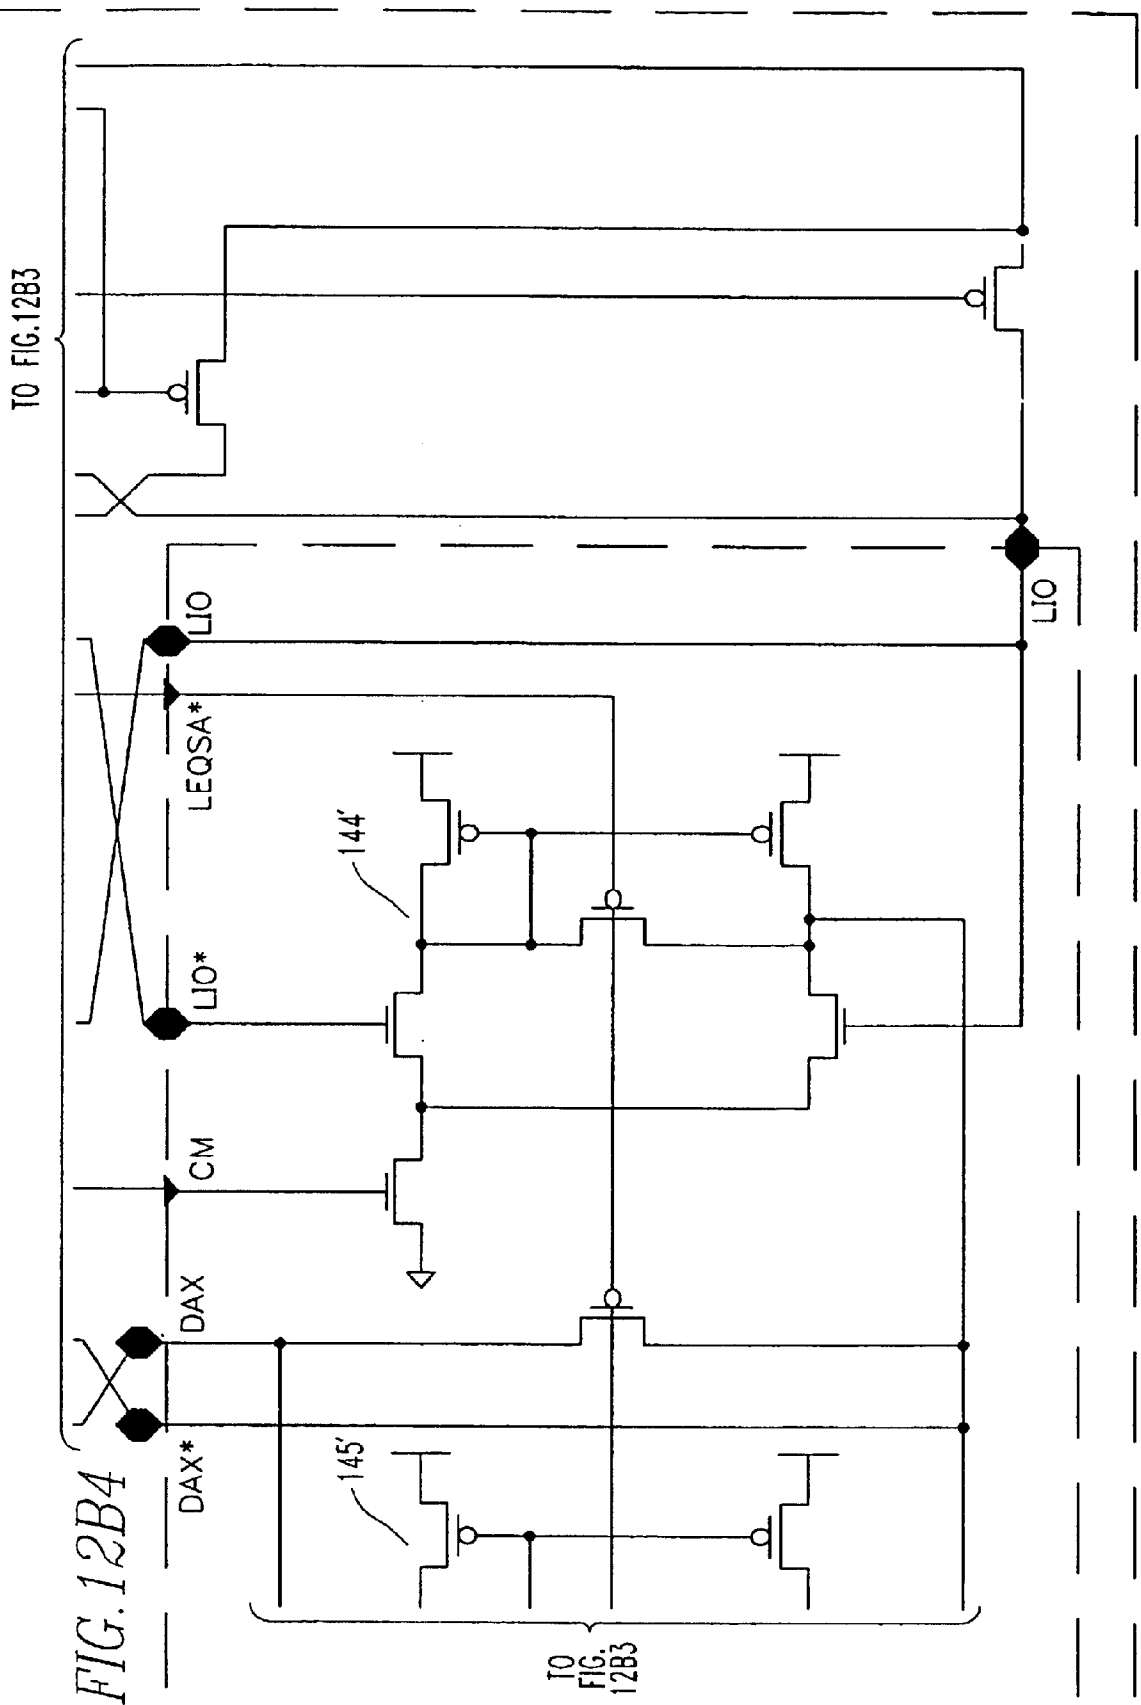 FIG. 12B4
TO FIG. 12B3
DAX*
DAX
CM
LIO*
LEQSA*
LIO
145'
144'
LIO
TO
FIG.
12B3